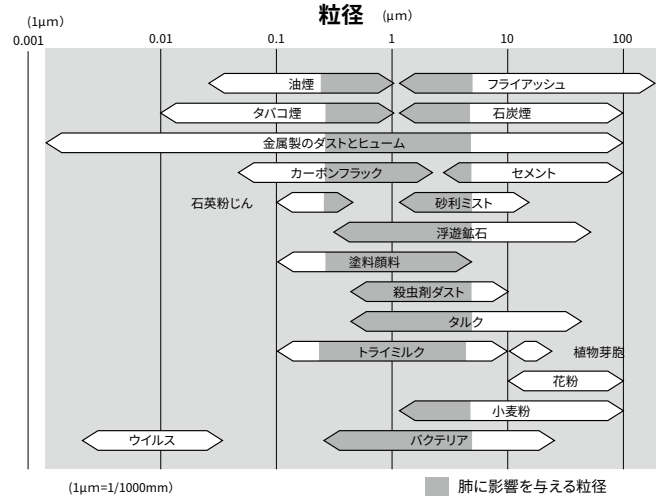 粒径 (μm)
(1μm)
0.001 0.01 0.1 1 10 100
油煙 フライアッシュ
タバコ煙 石炭煙
金属製のダストとヒューム
カーボンフラック セメント
石英粉じん 砂利ミスト
浮遊鉱石
塗料顔料
殺虫剤ダスト
タルク
トライミルク 植物芽胞
花粉
小麦粉
ウイルス バクテリア
(1μm=1/1000mm) 肺に影響を与える粒径